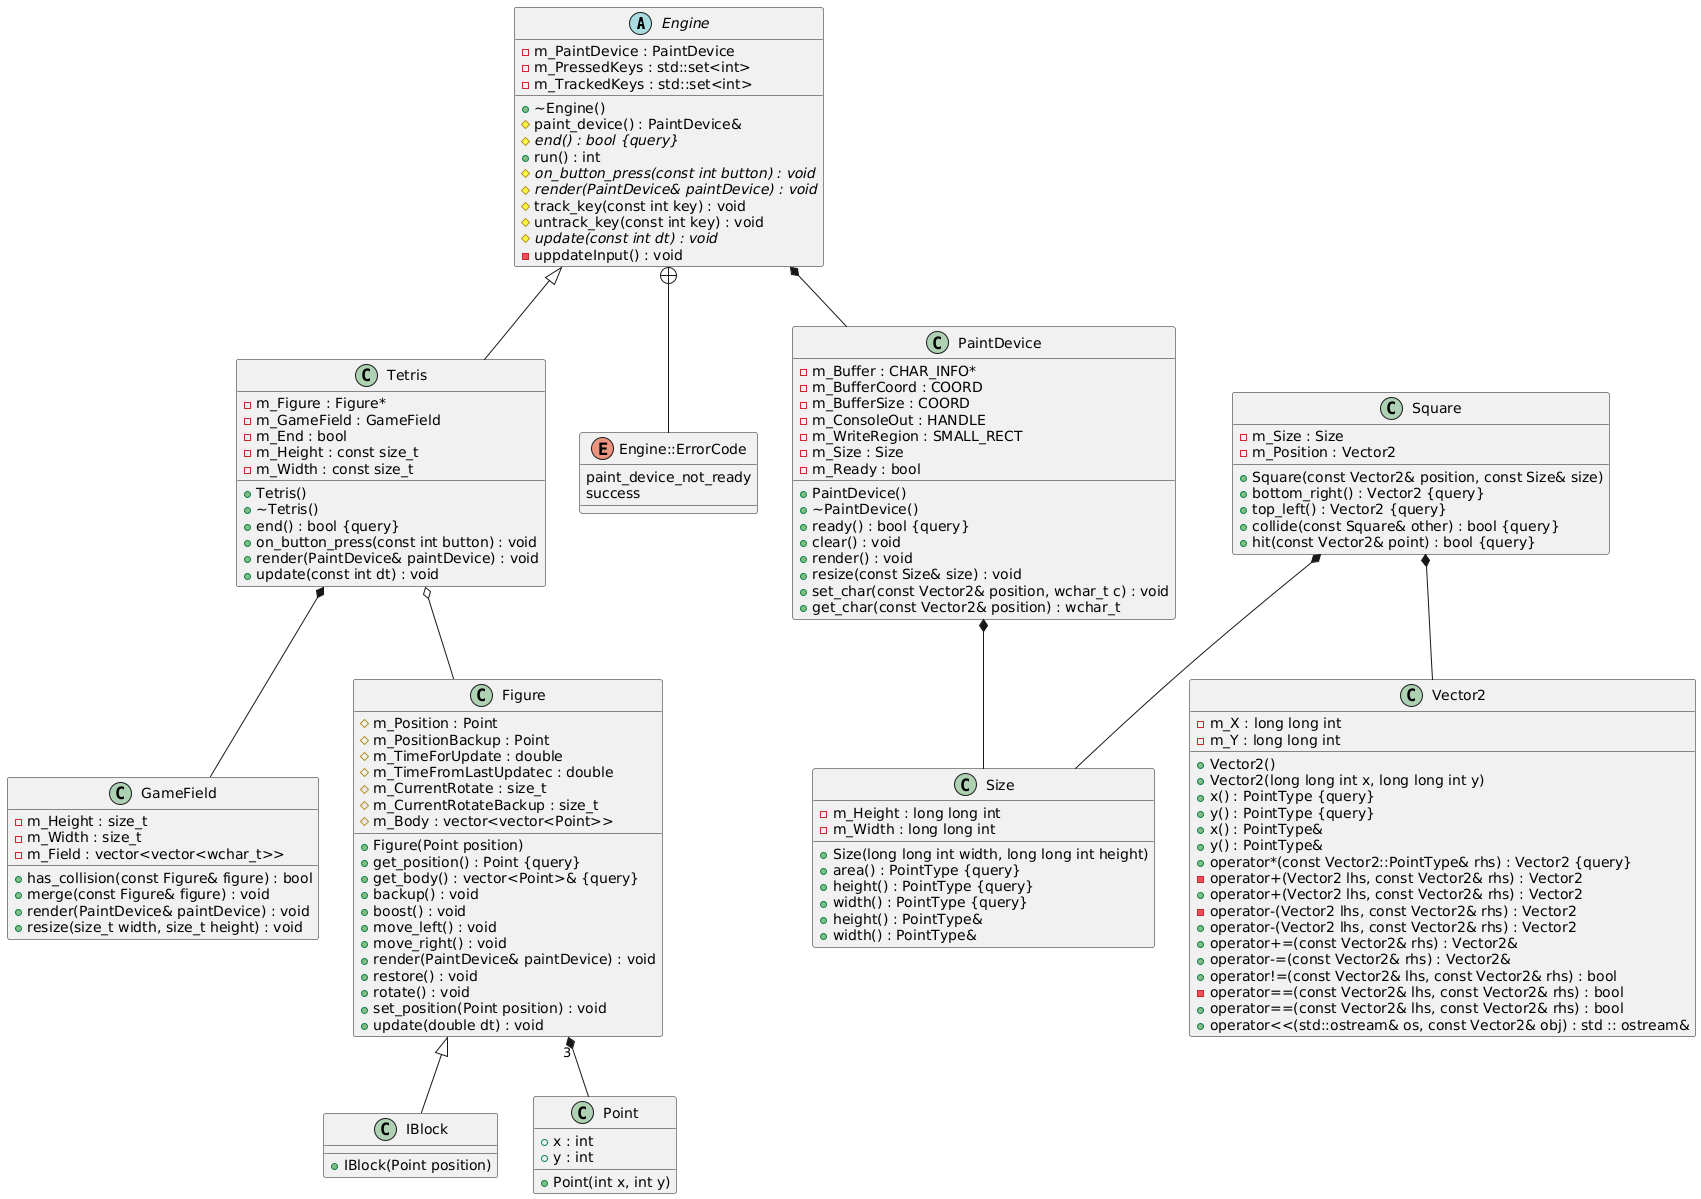 A Engine
m_PaintDevice : PaintDevice
m_PressedKeys : std::set<int>
m_TrackedKeys : std::set<int>
~Engine()
paint_device() : PaintDevice&
end() : bool {query}
run() : int
on_button_press(const int button) : void
render(PaintDevice& paintDevice) : void
track_key(const int key) : void
untrack_key(const int key) : void
update(const int dt) : void
uppdateInput() : void
C Tetris
m_Figure : Figure*
m_GameField : GameField
m_End : bool
m_Height : const size_t
m_Width : const size_t
Tetris()
~Tetris()
end() : bool {query}
on_button_press(const int button) : void
render(PaintDevice& paintDevice) : void
update(const int dt) : void
E Engine::ErrorCode
paint_device_not_ready
success
C PaintDevice
m_Buffer : CHAR_INFO*
m_BufferCoord : COORD
m_BufferSize : COORD
m_ConsoleOut : HANDLE
m_WriteRegion : SMALL_RECT
m_Size : Size
m_Ready : bool
PaintDevice()
~PaintDevice()
ready() : bool {query}
clear() : void
render() : void
resize(const Size& size) : void
set_char(const Vector2& position, wchar_t c) : void
get_char(const Vector2& position) : wchar_t
C Square
m_Size : Size
m_Position : Vector2
Square(const Vector2& position, const Size& size)
bottom_right() : Vector2 {query}
top_left() : Vector2 {query}
collide(const Square& other) : bool {query}
hit(const Vector2& point) : bool {query}
C GameField
m_Height : size_t
m_Width : size_t
m_Field : vector<vector<wchar_t>>
has_collision(const Figure& figure) : bool
merge(const Figure& figure) : void
render(PaintDevice& paintDevice) : void
resize(size_t width, size_t height) : void
C Figure
m_Position : Point
m_PositionBackup : Point
m_TimeForUpdate : double
m_TimeFromLastUpdatec : double
m_CurrentRotate : size_t
m_CurrentRotateBackup : size_t
m_Body : vector<vector<Point>>
Figure(Point position)
get_position() : Point {query}
get_body() : vector<Point>& {query}
backup() : void
boost() : void
move_left() : void
move_right() : void
render(PaintDevice& paintDevice) : void
restore() : void
rotate() : void
set_position(Point position) : void
update(double dt) : void
C Size
m_Height : long long int
m_Width : long long int
Size(long long int width, long long int height)
area() : PointType {query}
height() : PointType {query}
width() : PointType {query}
height() : PointType&
width() : PointType&
C Vector2
m_X : long long int
m_Y : long long int
Vector2()
Vector2(long long int x, long long int y)
x() : PointType {query}
y() : PointType {query}
x() : PointType&
y() : PointType&
operator*(const Vector2::PointType& rhs) : Vector2 {query}
operator+(Vector2 lhs, const Vector2& rhs) : Vector2
operator+(Vector2 lhs, const Vector2& rhs) : Vector2
operator-(Vector2 lhs, const Vector2& rhs) : Vector2
operator-(Vector2 lhs, const Vector2& rhs) : Vector2
operator+=(const Vector2& rhs) : Vector2&
operator-=(const Vector2& rhs) : Vector2&
operator!=(const Vector2& lhs, const Vector2& rhs) : bool
operator==(const Vector2& lhs, const Vector2& rhs) : bool
operator==(const Vector2& lhs, const Vector2& rhs) : bool
operator<<(std::ostream& os, const Vector2& obj) : std :: ostream&
3
C IBlock
IBlock(Point position)
C Point
x : int
y : int
Point(int x, int y)